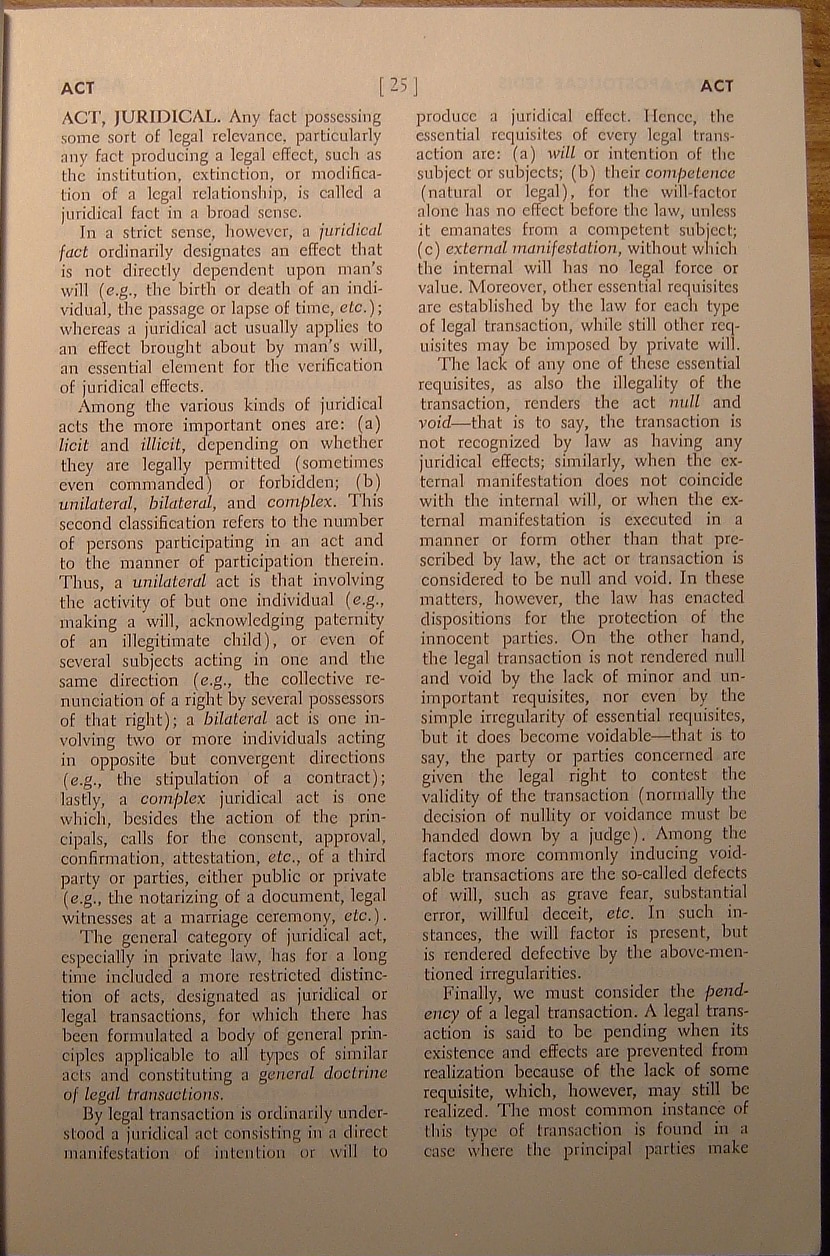 ACT
[ 25 ]
ACT
ACT, JURIDICAL. Any fact possessing
some sort of legal relevance, particularly
any fact producing a legal effect, such as
the institution, extinction, or modifica-
tion of a legal relationship, is called a
juridical fact in a broad sense.
In a strict sense, however, a juridical
fact ordinarily designates an effect that
is not directly dependent upon man's
will (e.g., the birth or death of an indi-
vidual, the passage or lapse of time, etc.);
whereas a juridical act usually applies to
an effect brought about by man's will,
an essential element for the verification
of juridical effects.
Among the various kinds of juridical
acts the more important ones are: (a)
licit and illicit, depending on whether
they are legally permitted (sometimes
even commanded) or forbidden; (b)
unilateral, bilateral, and complex. This
second classification refers to the number
of persons participating in an act and
to the manner of participation therein.
Thus, a unilateral act is that involving
the activity of but one individual (e.g.,
making a will, acknowledging paternity
of an illegitimate child), or even of
several subjects acting in one and the
same direction (e.g., the collective re-
nunciation of a right by several possessors
of that right); a bilateral act is one in-
volving two or more individuals acting
in opposite but convergent directions
(e.g., the stipulation of a contract);
lastly, a complex juridical act is one
which, besides the action of the prin-
cipals, calls for the consent, approval,
confirmation, attestation, etc., of a third
party or parties, either public or private
(e.g., the notarizing of a document, legal
witnesses at a marriage ceremony, etc.).
The general category of juridical act,
especially in private law, has for a long
time included a more restricted distinc-
tion of acts, designated as juridical or
legal transactions, for which there has
been formulated a body of general prin-
ciples applicable to all types of similar
acts and constituting a general doctrine
of legal transactions.
By legal transaction is ordinarily under-
stood a juridical act consisting in a direct
manifestation of intention or will to
produce a juridical effect. Hence, the
essential requisites of every legal trans-
action are: (a) will or intention of the
subject or subjects; (b) their competence
(natural or legal), for the will-factor
alone has no effect before the law, unless
it emanates from a competent subject;
(c) external manifestation, without which
the internal will has no legal force or
value. Moreover, other essential requisites
are established by the law for each type
of legal transaction, while still other req-
uisites may be imposed by private will.
The lack of any one of these essential
requisites, as also the illegality of the
transaction, renders the act null and
void—that is to say, the transaction is
not recognized by law as having any
juridical effects; similarly, when the ex-
ternal manifestation does not coincide
with the internal will, or when the ex-
ternal manifestation is executed in a
manner or form other than that pre-
scribed by law, the act or transaction is
considered to be null and void. In these
matters, however, the law has enacted
dispositions for the protection of the
innocent parties. On the other hand,
the legal transaction is not rendered null
and void by the lack of minor and un-
important requisites, nor even by the
simple irregularity of essential requisites,
but it does become voidable—that is to
say, the party or parties concerned are
given the legal right to contest the
validity of the transaction (normally the
decision of nullity or voidance must be
handed down by a judge). Among the
factors more commonly inducing void-
able transactions are the so-called defects
of will, such as grave fear, substantial
error, willful deceit, etc. In such in-
stances, the will factor is present, but
is rendered defective by the above-men-
tioned irregularities.
Finally, we must consider the pend-
ency of a legal transaction. A legal trans-
action is said to be pending when its
existence and effects are prevented from
realization because of the lack of some
requisite, which, however, may still be
realized. The most common instance of
this type of transaction is found in a
case where the principal parties make